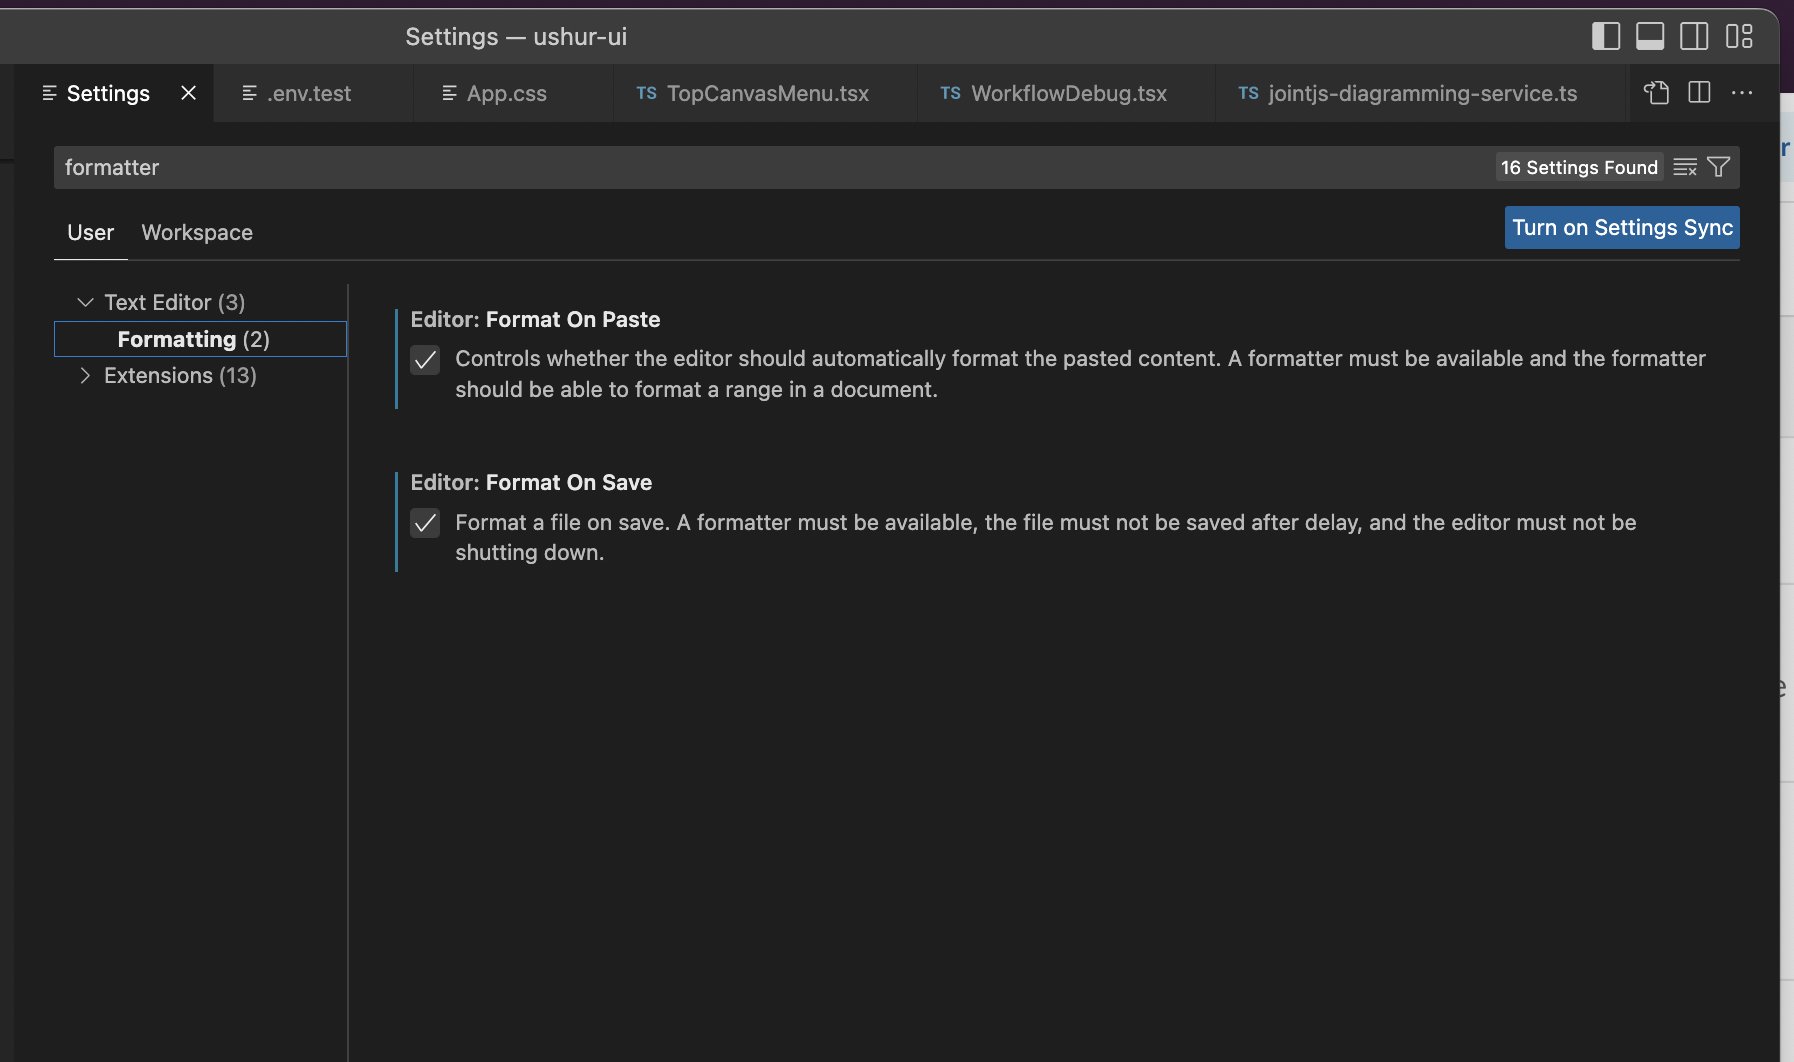 Settings — ushur-ui
Settings
.env.test
App.css
TS TopCanvasMenu.tsx
TS WorkflowDebug.tsx
TS jointjs-diagramming-service.ts
formatter
16 Settings Found
User
Workspace
Turn on Settings Sync
Text Editor (3)
Formatting (2)
Extensions (13)
Editor: Format On Paste
Controls whether the editor should automatically format the pasted content. A formatter must be available and the formatter
should be able to format a range in a document.
Editor: Format On Save
Format a file on save. A formatter must be available, the file must not be saved after delay, and the editor must not be
shutting down.